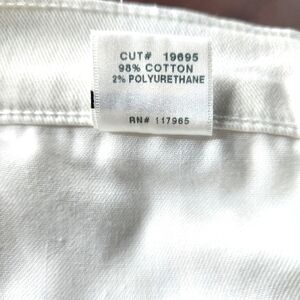 CUT# 19695
98% COTTON
2% POLYURETHANE
RN# 117965